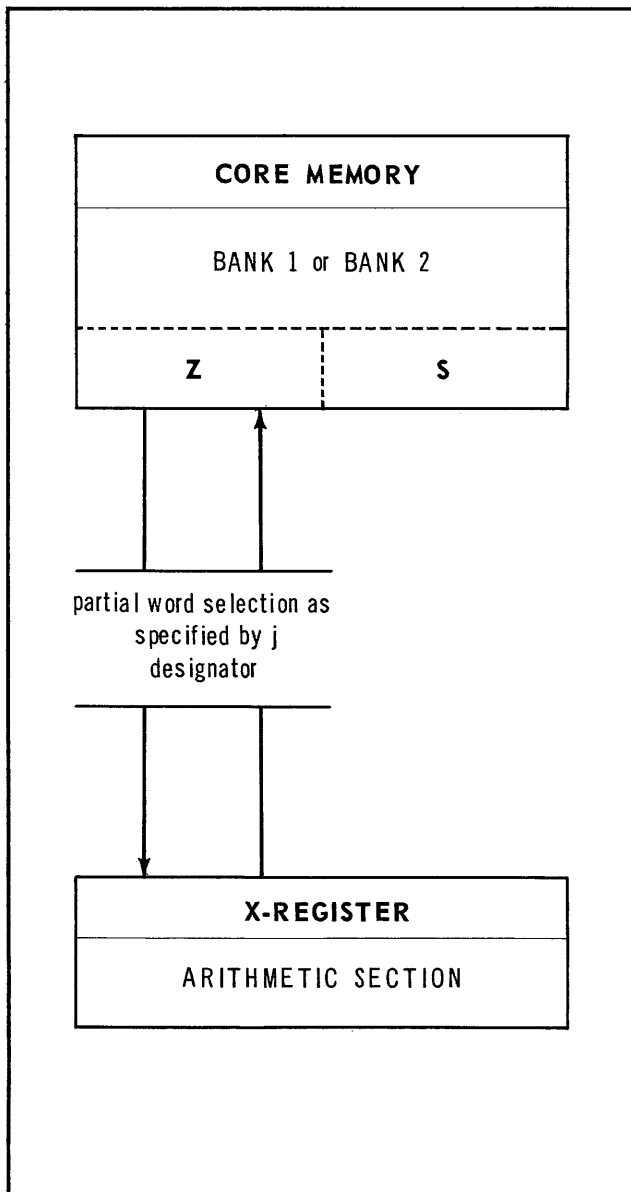 CORE MEMORY
BANK 1 or BANK 2
Z
S
partial word selection as
specified by j
designator
X-REGISTER
ARITHMETIC SECTION